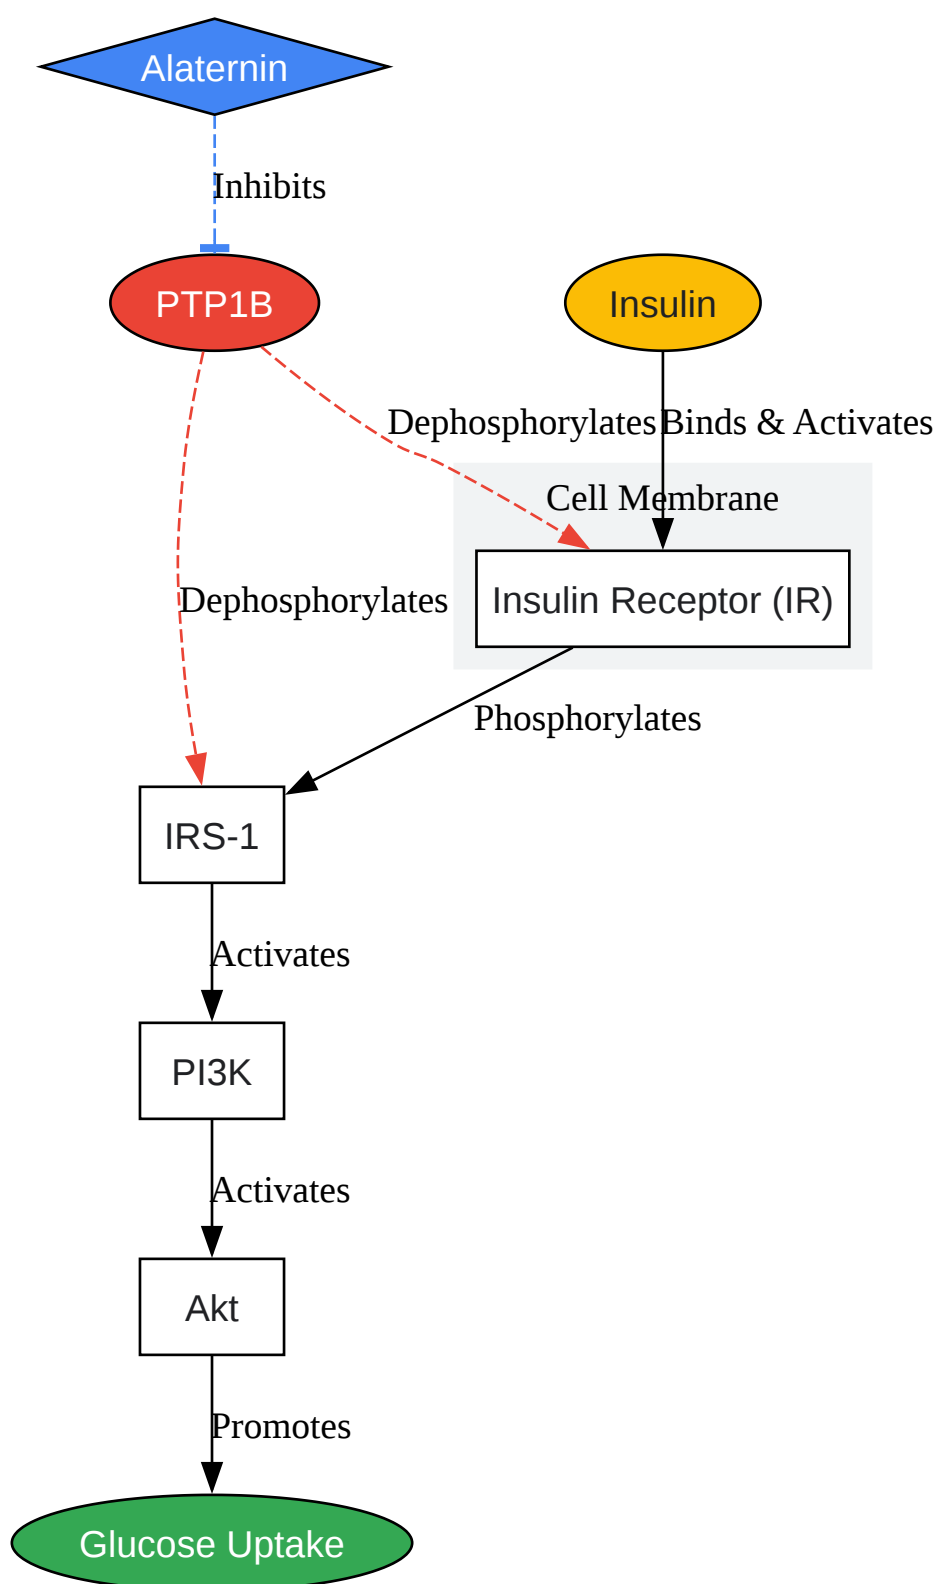 Alaternin
Inhibits
PTP1B
Insulin
Dephosphorylates
Binds & Activates
Cell Membrane
Dephosphorylates
Insulin Receptor (IR)
Phosphorylates
IRS-1
Activates
PI3K
Activates
Akt
Promotes
Glucose Uptake